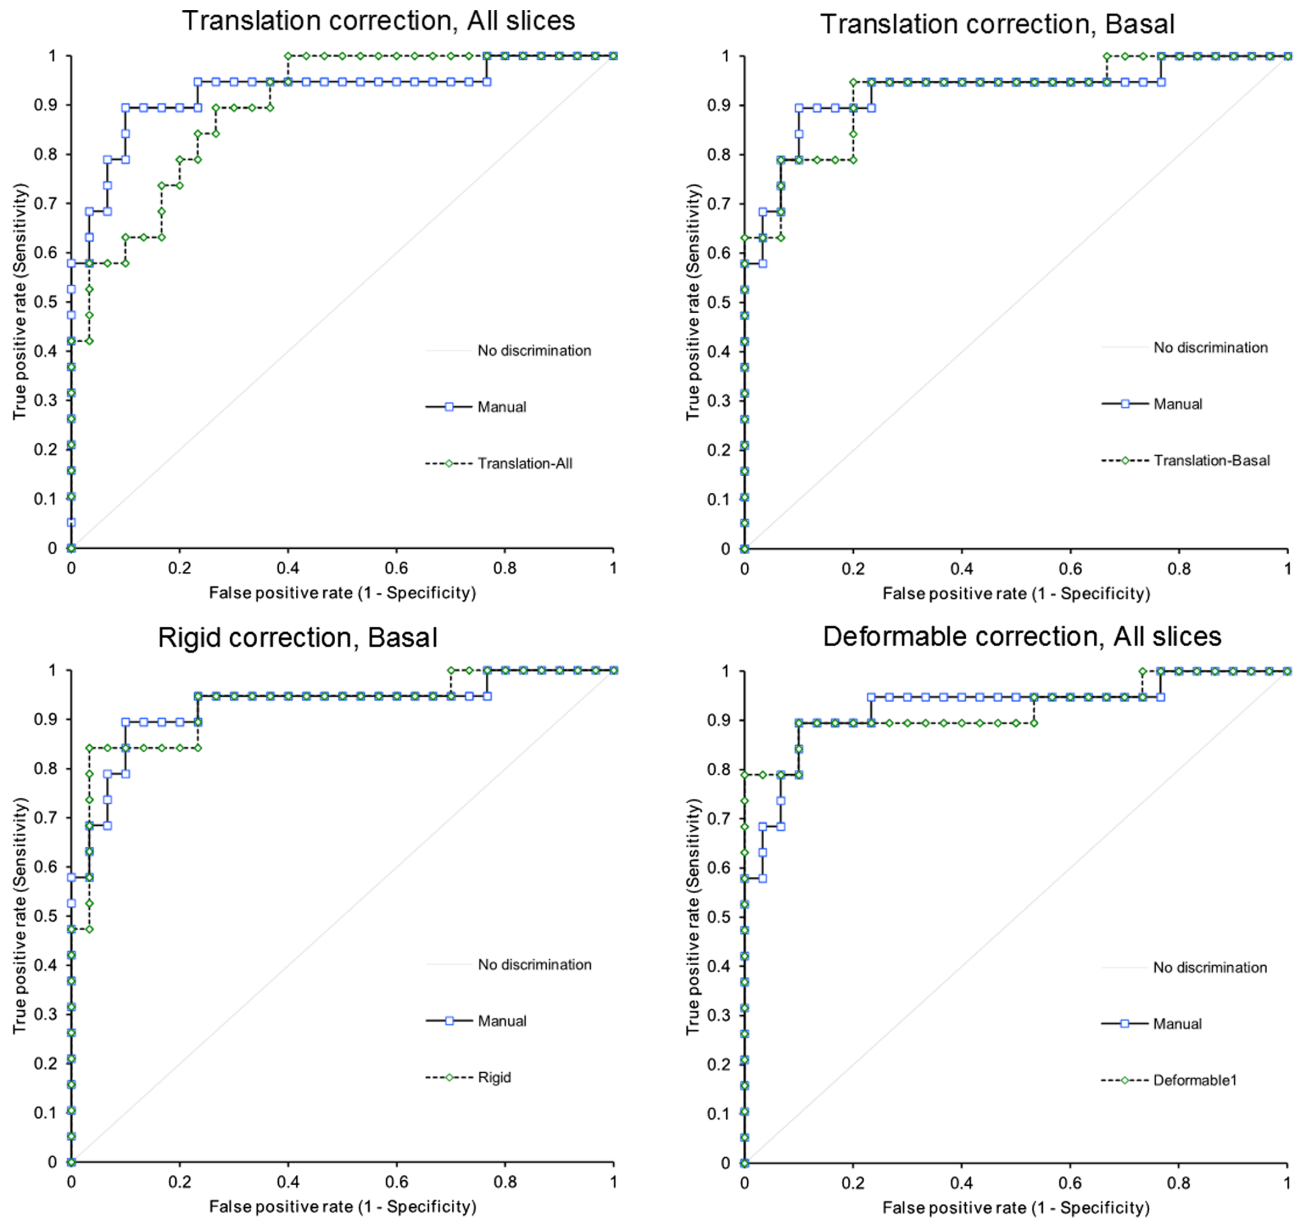 Translation correction, All slices
1
0.9
0.8
0.7
0.6
0.5
0.4
0.3
0.2
0.1
0
True positive rate (Sensitivity)
No discrimination
Manual
Translation-All
0 0.2 0.4 0.6 0.8 1
False positive rate (1 - Specificity)
Translation correction, Basal
1
0.9
0.8
0.7
0.6
0.5
0.4
0.3
0.2
0.1
0
True positive rate (Sensitivity)
No discrimination
Manual
Translation-Basal
0 0.2 0.4 0.6 0.8 1
False positive rate (1 - Specificity)
Rigid correction, Basal
1
0.9
0.8
0.7
0.6
0.5
0.4
0.3
0.2
0.1
0
True positive rate (Sensitivity)
No discrimination
Manual
Rigid
0 0.2 0.4 0.6 0.8 1
False positive rate (1 - Specificity)
Deformable correction, All slices
1
0.9
0.8
0.7
0.6
0.5
0.4
0.3
0.2
0.1
0
True positive rate (Sensitivity)
No discrimination
Manual
Deformable1
0 0.2 0.4 0.6 0.8 1
False positive rate (1 - Specificity)